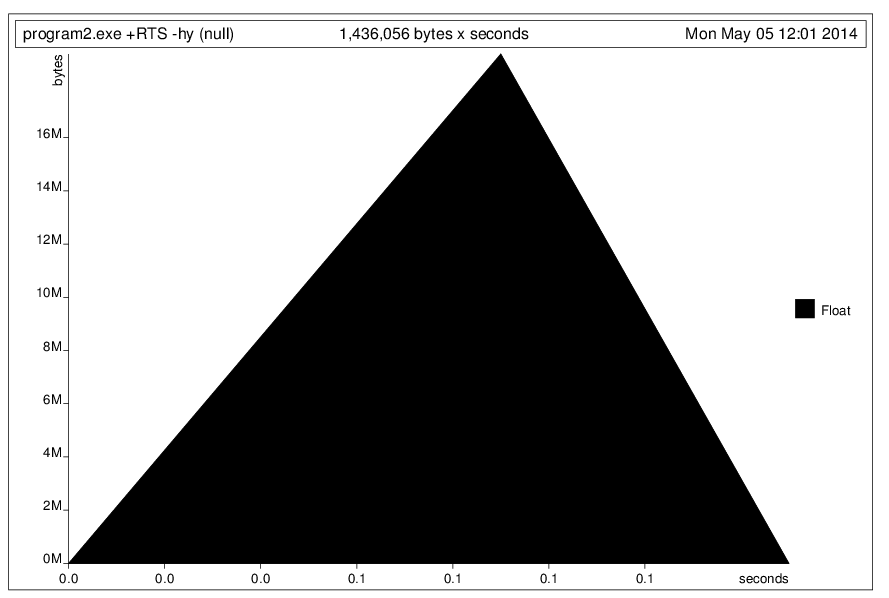 program2.exe +RTS -hy (null) 1,436,056 bytes x seconds Mon May 05 12:01 2014
bytes
16M
14M
12M
10M
8M
6M
4M
2M
0M
0.0 0.0 0.0 0.1 0.1 0.1 0.1 seconds
Float